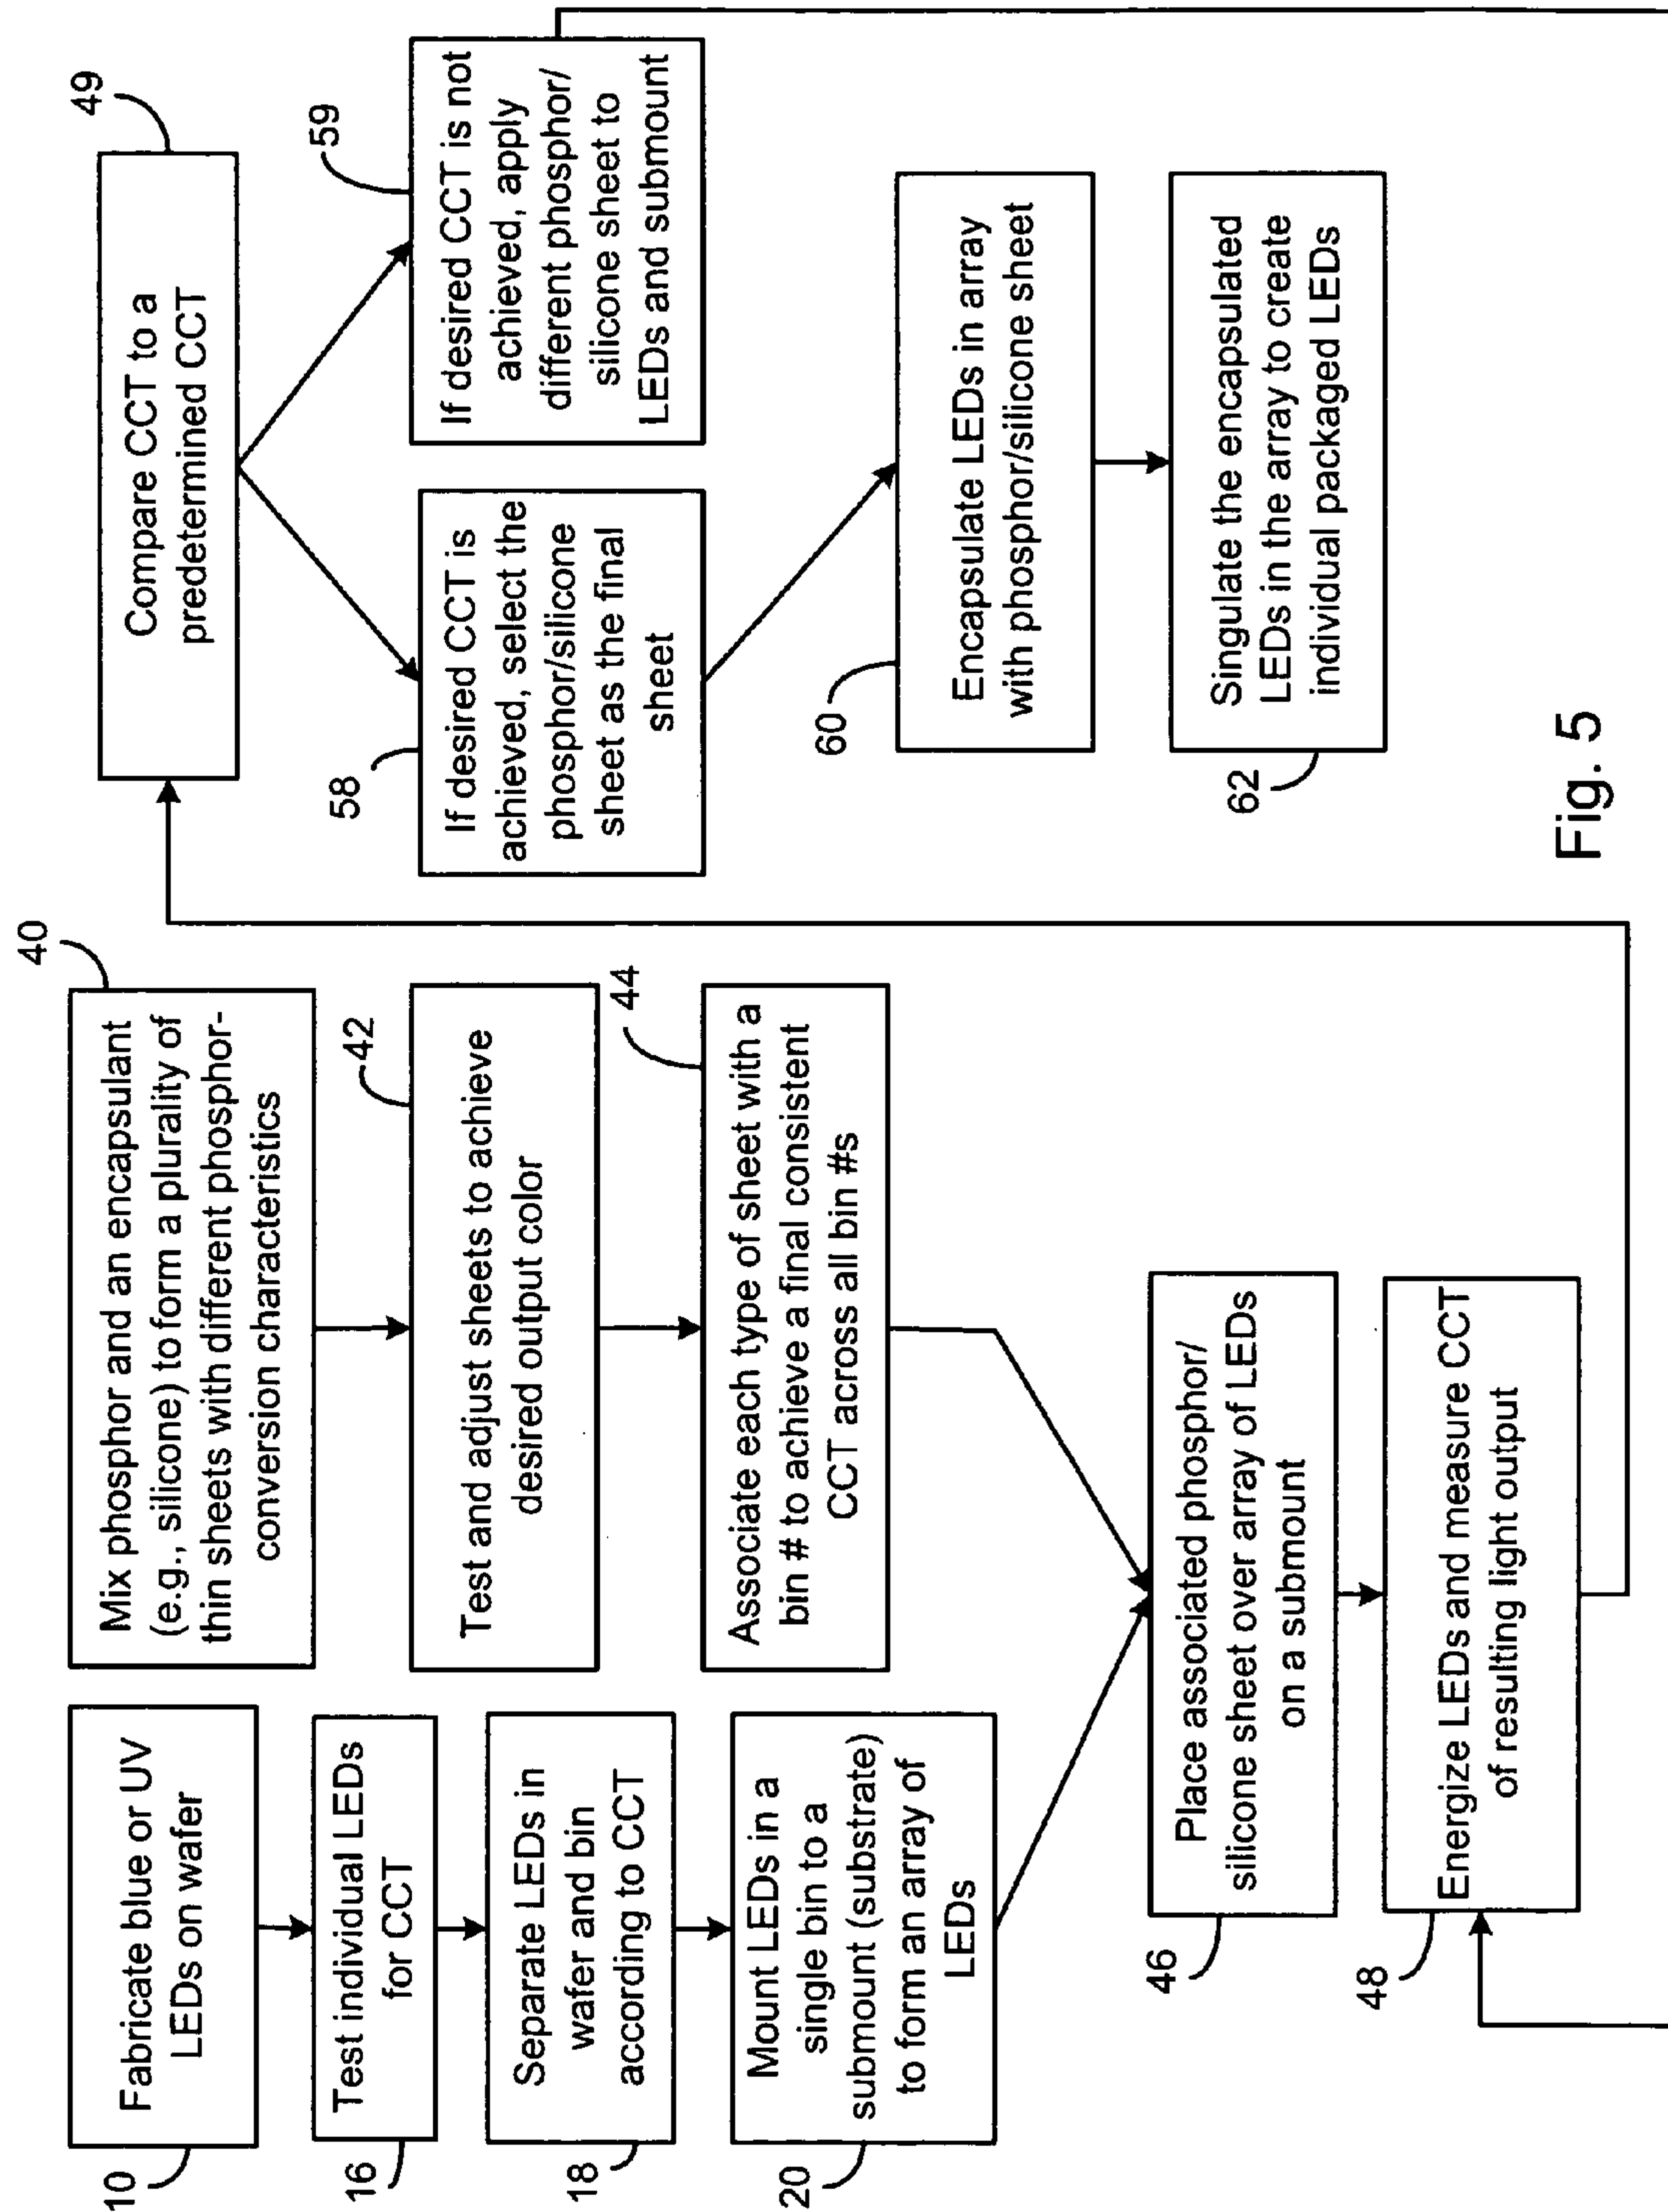 10
Fabricate blue or UV
LEDs on wafer
16
Test individual LEDs
for CCT
18
Separate LEDs in
wafer and bin
according to CCT
20
Mount LEDs in a
single bin to a
submount (substrate)
to form an array of
LEDs
40
Mix phosphor and an encapsulant
(e.g., silicone) to form a plurality of
thin sheets with different phosphor-
conversion characteristics
42
Test and adjust sheets to achieve
desired output color
44
Associate each type of sheet with a
bin # to achieve a final consistent
CCT across all bin #s
46
Place associated phosphor/
silicone sheet over array of LEDs
on a submount
48
Energize LEDs and measure CCT
of resulting light output
49
Compare CCT to a
predetermined CCT
58
If desired CCT is
achieved, select the
phosphor/silicone
sheet as the final
sheet
59
If desired CCT is not
achieved, apply
different phosphor/
silicone sheet to
LEDs and submount
60
Encapsulate LEDs in array
with phosphor/silicone sheet
62
Singulate the encapsulated
LEDs in the array to create
individual packaged LEDs
Fig. 5